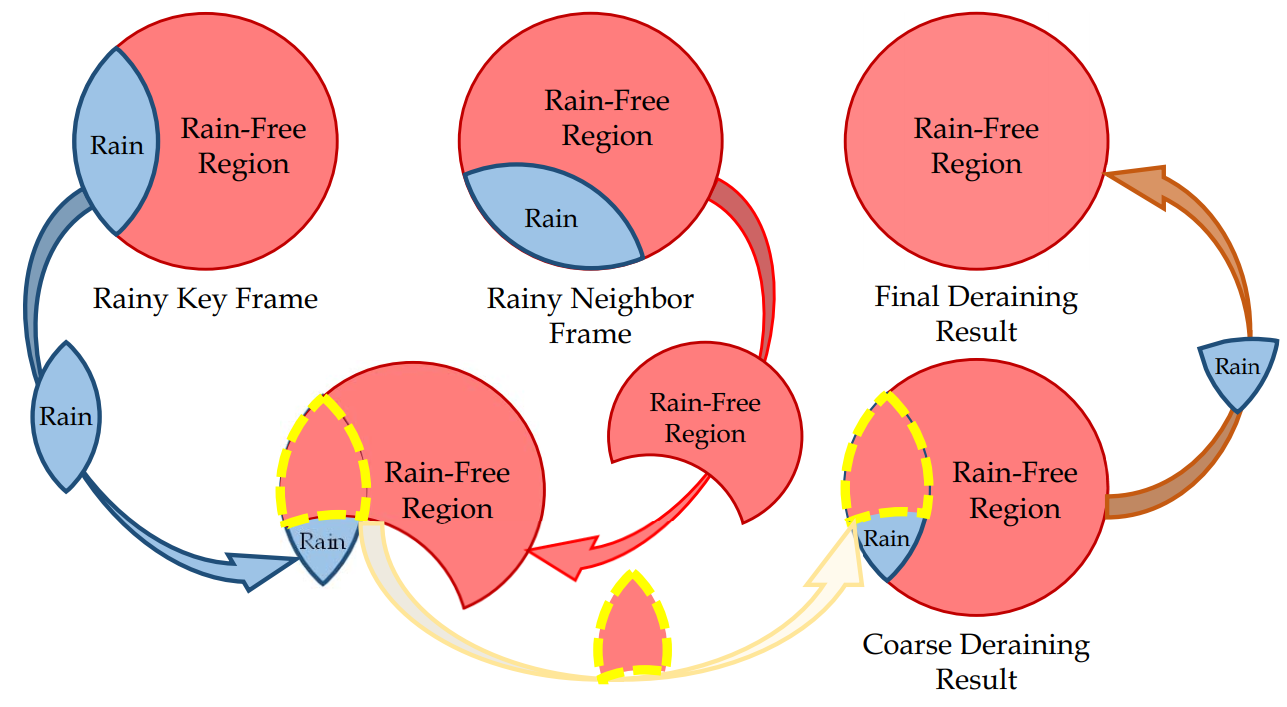 Rain
Rain-Free
Region
Rainy Key Frame
Rain-Free
Region
Rain
Rainy Neighbor
Frame
Rain-Free
Region
Final Deraining
Result
Rain
Rain-Free
Region
Rain
Rain-Free
Region
Rain-Free
Region
Rain
Coarse Deraining
Result
Rain